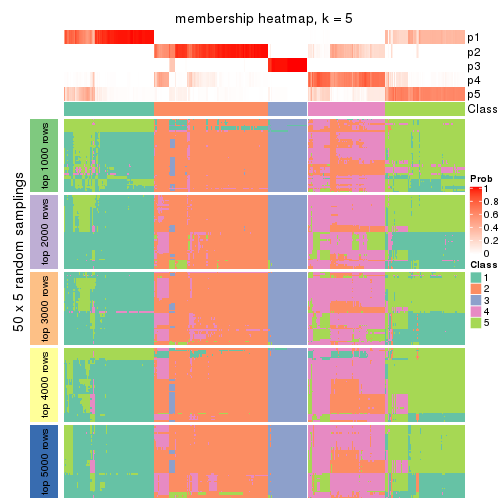 membership heatmap, k = 5
p1
p2
p3
p4
p5
Class
50 x 5 random samplings
top 1000 rows
top 2000 rows
top 3000 rows
top 4000 rows
top 5000 rows
Prob
1
0.8
0.6
0.4
0.2
0
Class
1
2
3
4
5